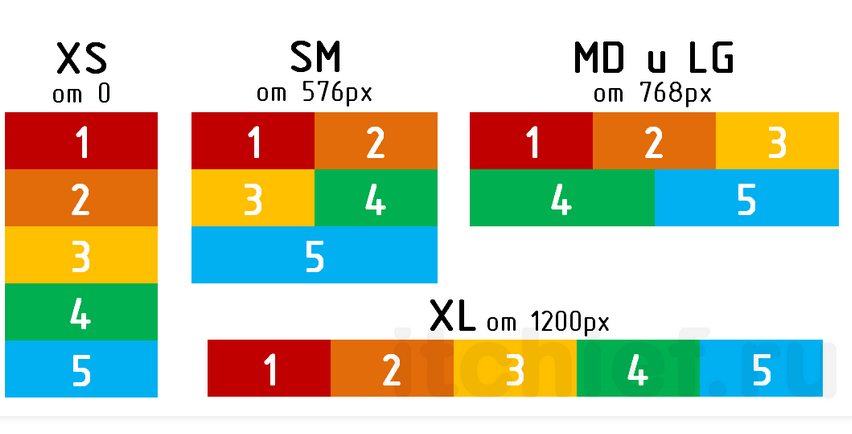 XS
от 0
1
2
3
4
5
SM
от 576px
1 2
3 4
5
MD и LG
от 768px
1 2 3
4 5
XL от 1200px
1 2 3 4 5
itchief.ru